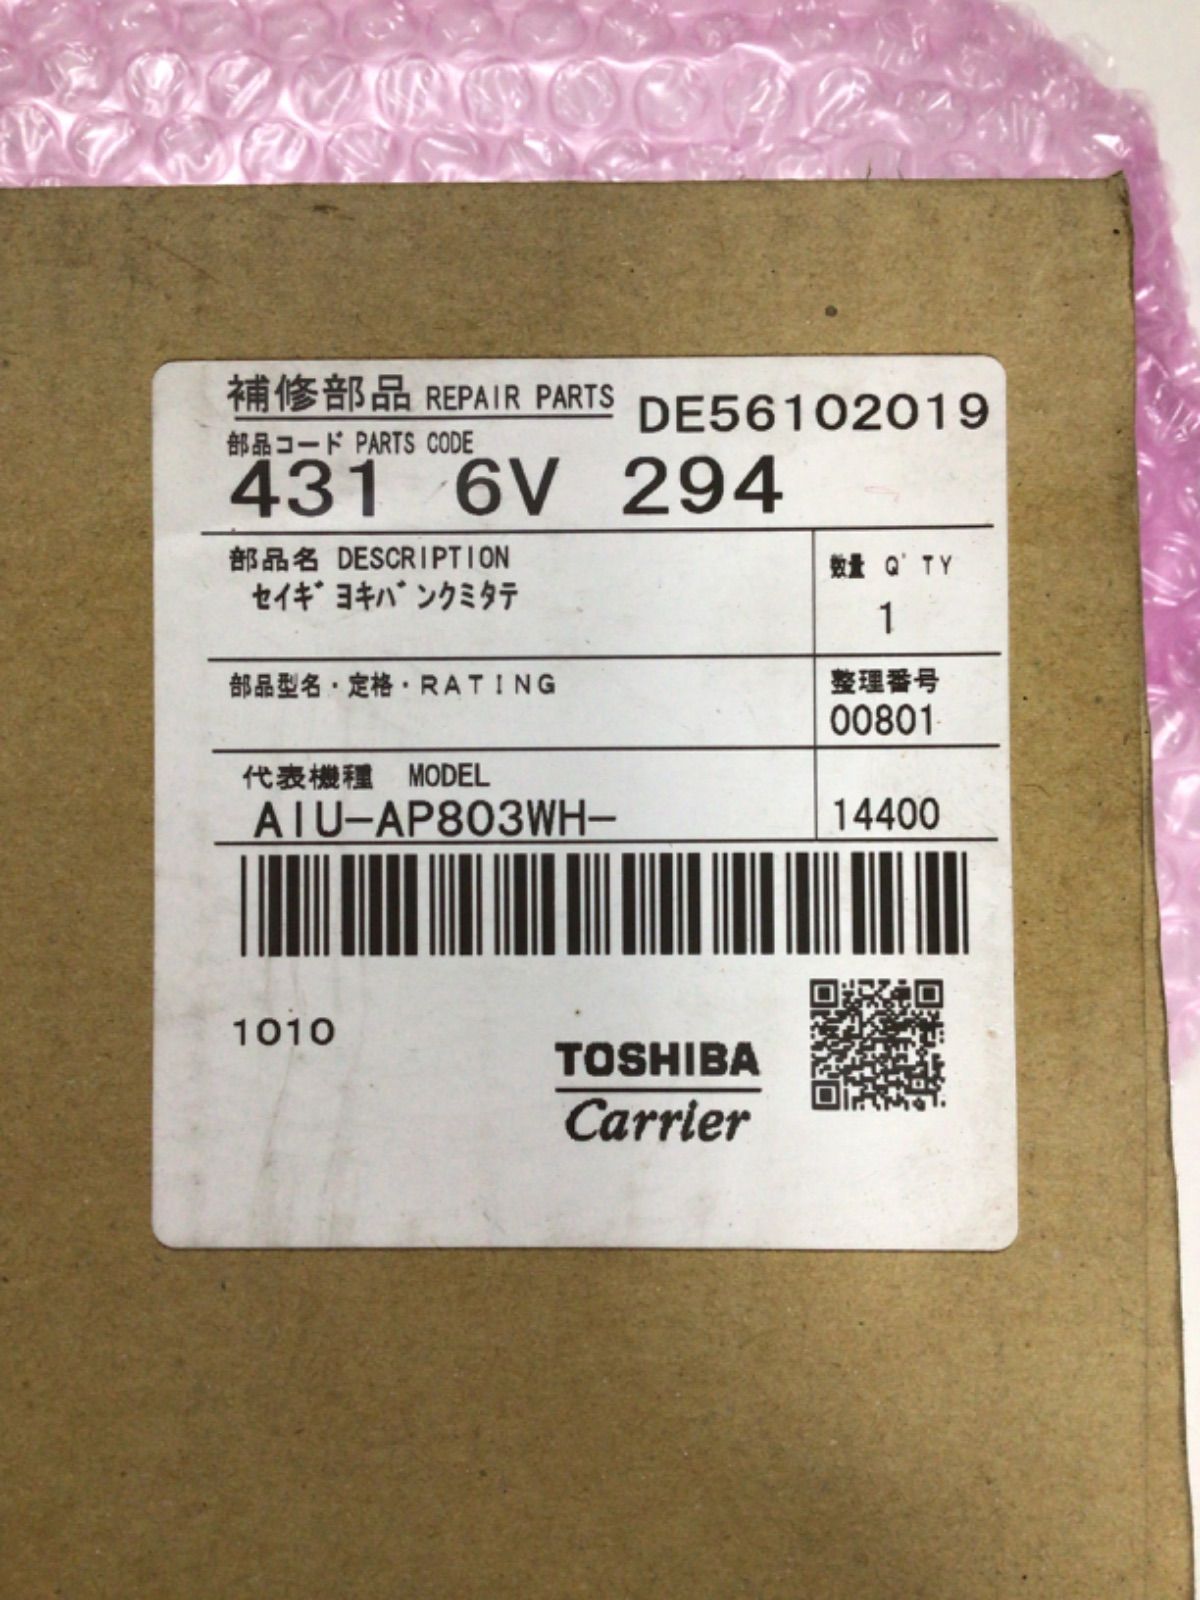 補修部品 REPAIR PARTS DE56102019
部品コード PARTS CODE
431 6V 294
部品名 DESCRIPTION
セイギヨキバンクミタテ
数量 Q'TY
1
部品型名・定格・RATING
整理番号
00801
代表機種 MODEL
AIU-AP803WH-
14400
1010
TOSHIBA
Carrier